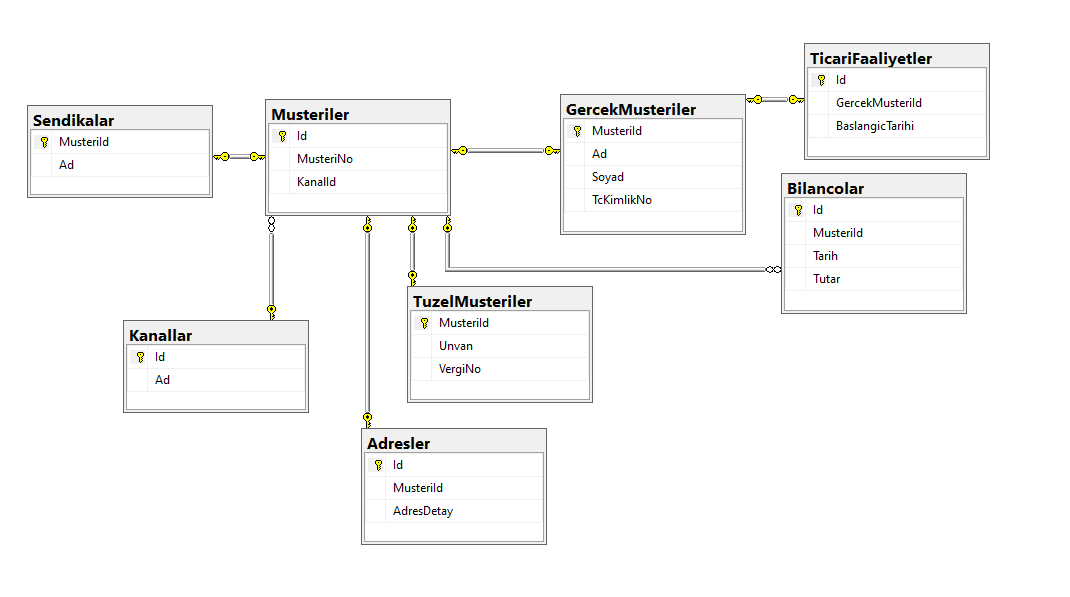 Sendikalar
MusteriId
Ad
Musteriler
Id
MusteriNo
KanalId
GercekMusteriler
MusteriId
Ad
Soyad
TcKimlikNo
TicariFaaliyetler
Id
GercekMusteriId
BaslangicTarihi
Bilancolar
Id
MusteriId
Tarih
Tutar
Kanallar
Id
Ad
TuzelMusteriler
MusteriId
Unvan
VergiNo
Adresler
Id
MusteriId
AdresDetay